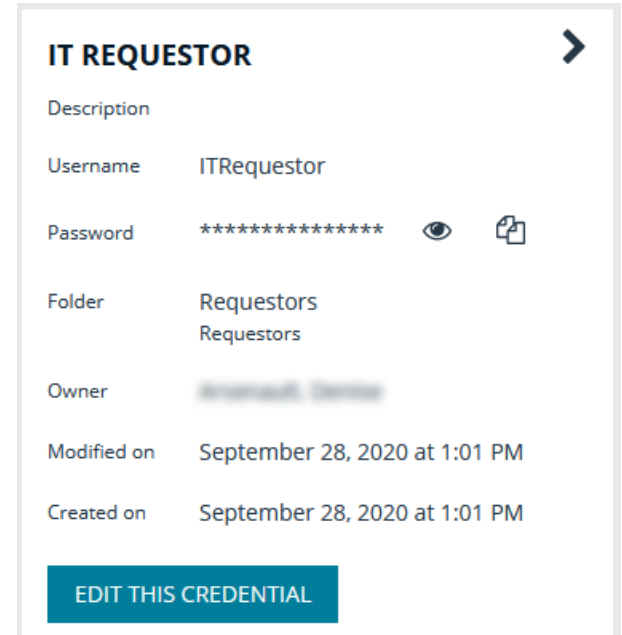 IT REQUESTOR
Description
Username ITRequestor
Password ***************
Folder Requestors
Requestors
Owner
Modified on September 28, 2020 at 1:01 PM
Created on September 28, 2020 at 1:01 PM
EDIT THIS CREDENTIAL